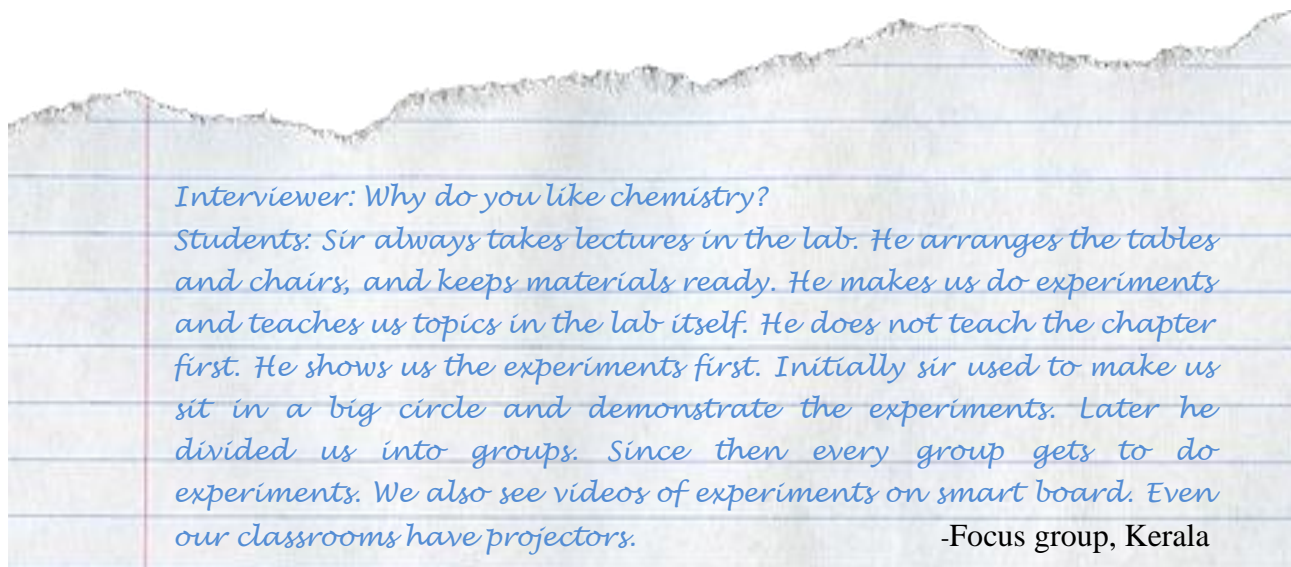 Interviewer: Why do you like chemistry?
Students: Sir always takes lectures in the lab. He arranges the tables
and chairs, and keeps materials ready. He makes us do experiments
and teaches us topics in the lab itself. He does not teach the chapter
first. He shows us the experiments first. Initially sir used to make us
sit in a big circle and demonstrate the experiments. Later he
divided us into groups. Since then every group gets to do
experiments. We also see videos of experiments on smart board. Even
our classrooms have projectors. -Focus group, Kerala